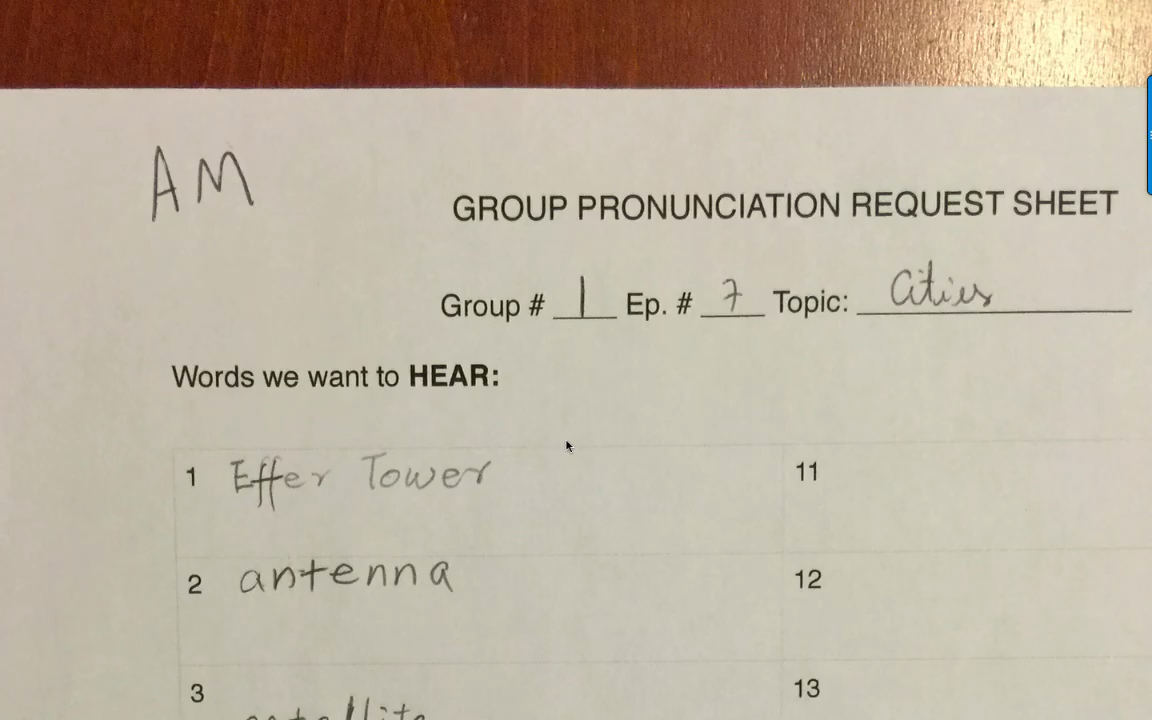 AM
GROUP PRONUNCIATION REQUEST SHEET
Group # 1 Ep. # 7 Topic: Cities
Words we want to HEAR:
1 Effer Tower 11
2 antenna 12
3 satellite 13